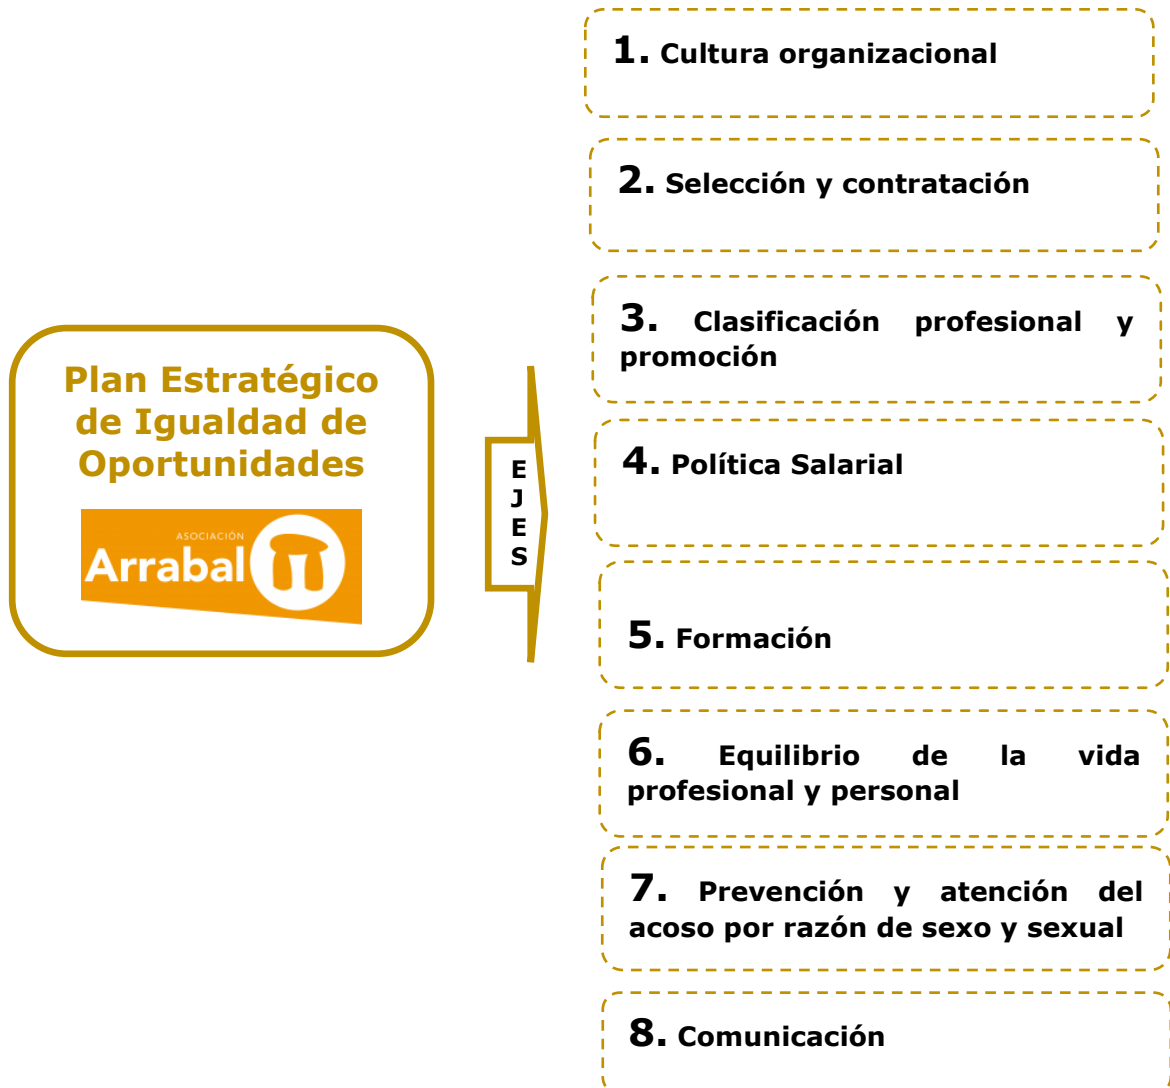 Plan Estratégico
de Igualdad de
Oportunidades
ASOCIACIÓN
Arrabal
E
J
E
S
1. Cultura organizacional
2. Selección y contratación
3. Clasificación profesional y
promoción
4. Política Salarial
5. Formación
6. Equilibrio de la vida
profesional y personal
7. Prevención y atención del
acoso por razón de sexo y sexual
8. Comunicación